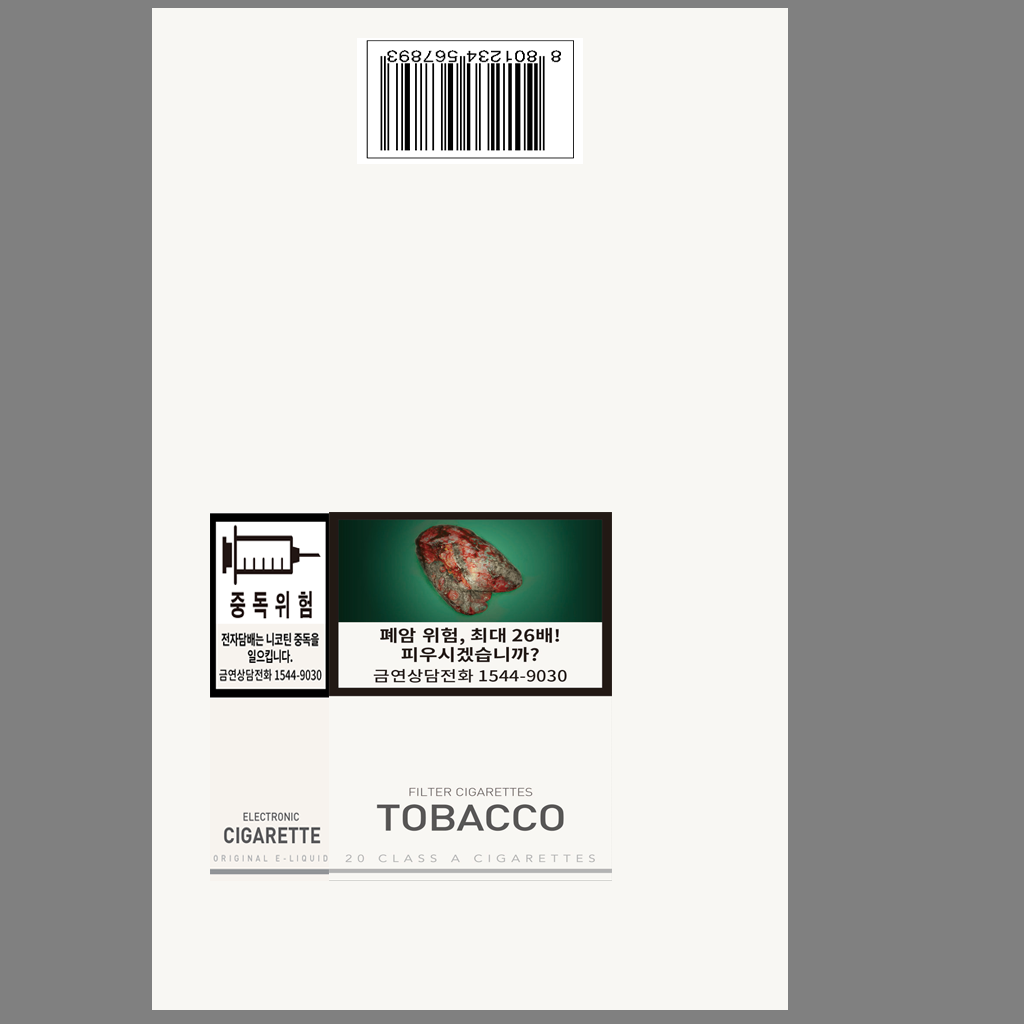 8 801234 567893
중독위험
전자담배는 니코틴 중독을
일으킵니다.
금연상담전화 1544-9030
ELECTRONIC
CIGARETTE
ORIGINAL E-LIQUID
폐암 위험, 최대 26배!
피우시겠습니까?
금연상담전화 1544-9030
FILTER CIGARETTES
TOBACCO
20 CLASS A CIGARETTES